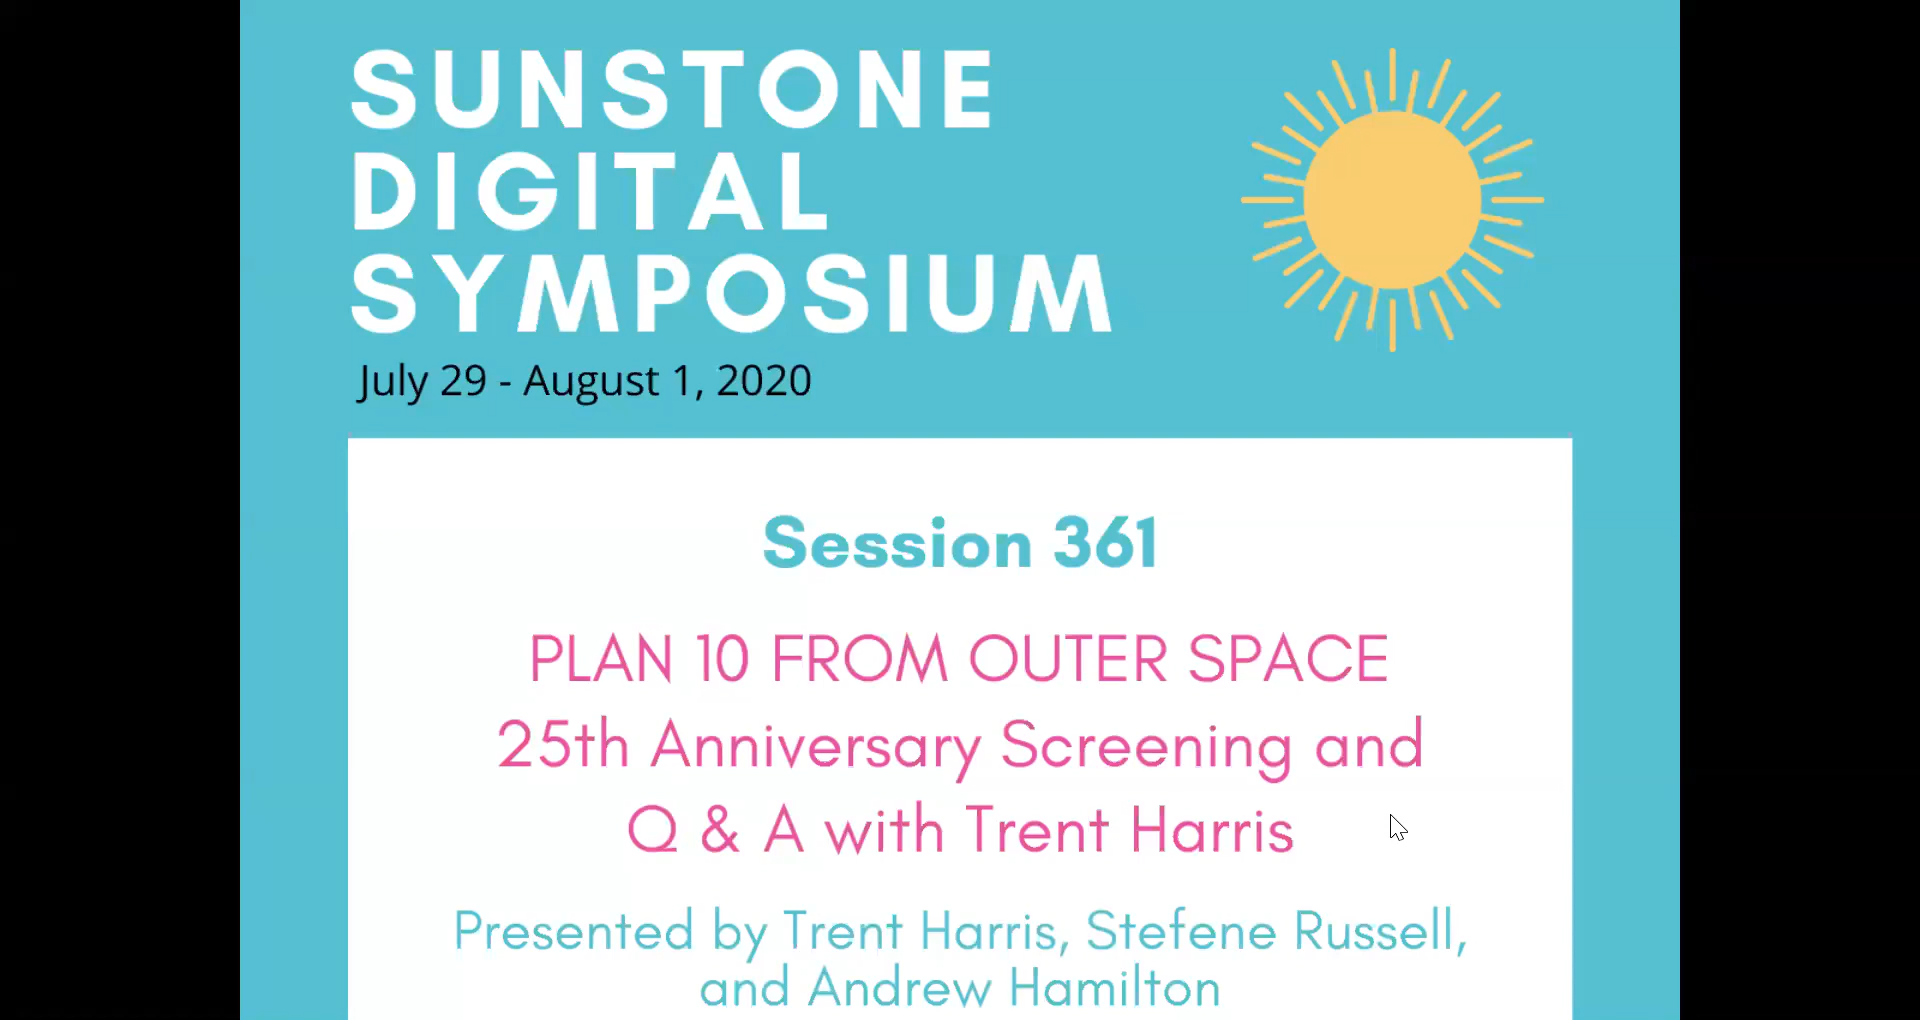 SUNSTONE
DIGITAL
SYMPOSIUM
July 29 - August 1, 2020
Session 361
PLAN 10 FROM OUTER SPACE
25th Anniversary Screening and
Q & A with Trent Harris
Presented by Trent Harris, Stefene Russell,
and Andrew Hamilton